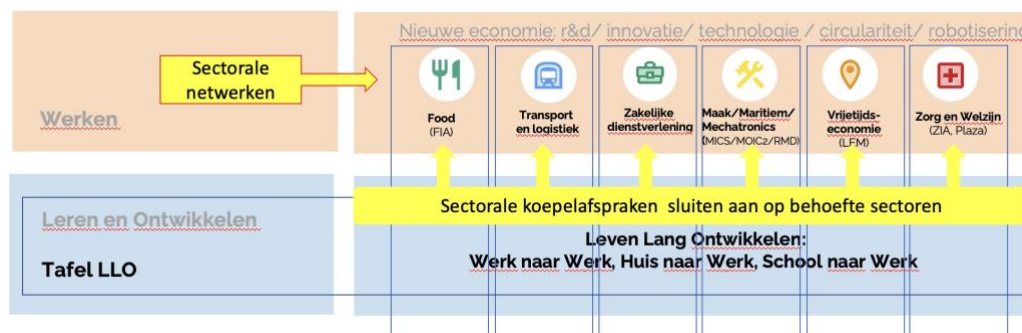 Nieuwe economie: r&d/ innovatie/ technologie / circulariteit/ robotisering
Sectorale
netwerken
Werken
Food
(FIA)
Transport
en logistiek
Zakelijke
dienstverlening
Maak/Maritiem/
Mechatronics
(MICS/MOIC2/RMD)
Vrijetijds-
economie
(LFM)
Zorg en Welzijn
(ZIA, Plaza)
Sectorale koepelafspraken sluiten aan op behoefte sectoren
Leren en Ontwikkelen
Leven Lang Ontwikkelen:
Werk naar Werk, Huis naar Werk, School naar Werk
Tafel LLO